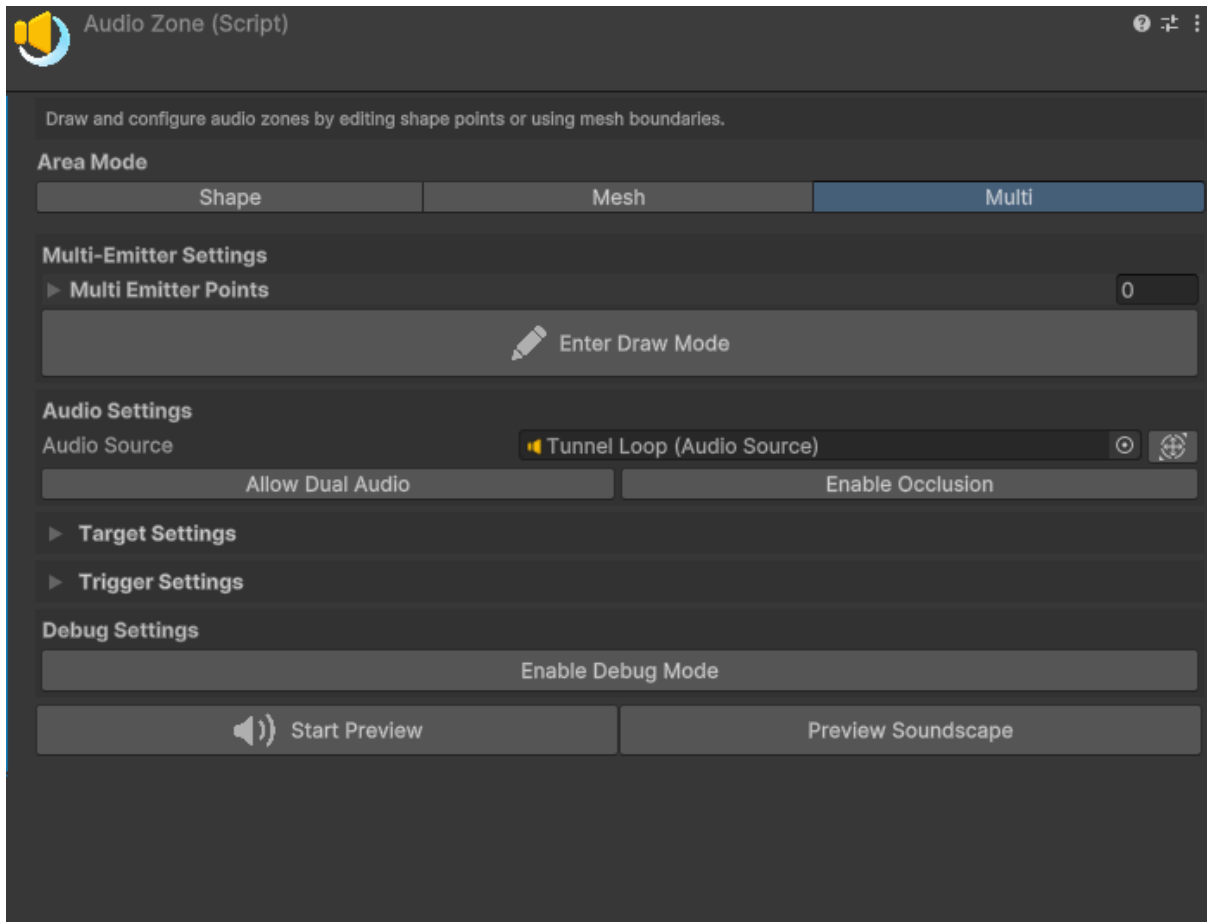 Audio Zone (Script)
Draw and configure audio zones by editing shape points or using mesh boundaries.
Area Mode
Shape Mesh Multi
Multi-Emitter Settings
Multi Emitter Points 0
Enter Draw Mode
Audio Settings
Audio Source Tunnel Loop (Audio Source)
Allow Dual Audio Enable Occlusion
Target Settings
Trigger Settings
Debug Settings
Enable Debug Mode
Start Preview Preview Soundscape